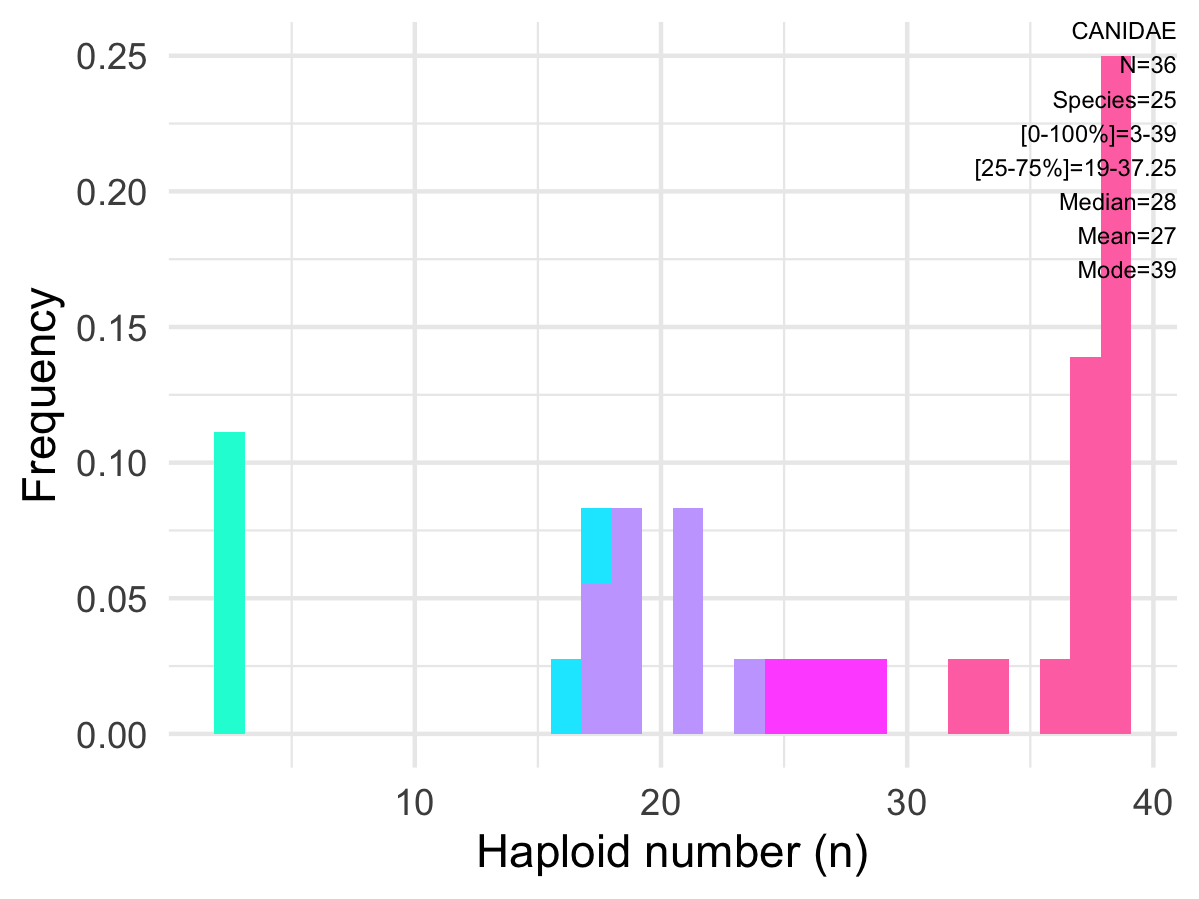 CANIDAE
N=36
Species=25
[0-100%]=3-39
[25-75%]=19-37.25
Median=28
Mean=27
Mode=39
Frequency
0.25
0.20
0.15
0.10
0.05
0.00
10 20 30 40
Haploid number (n)